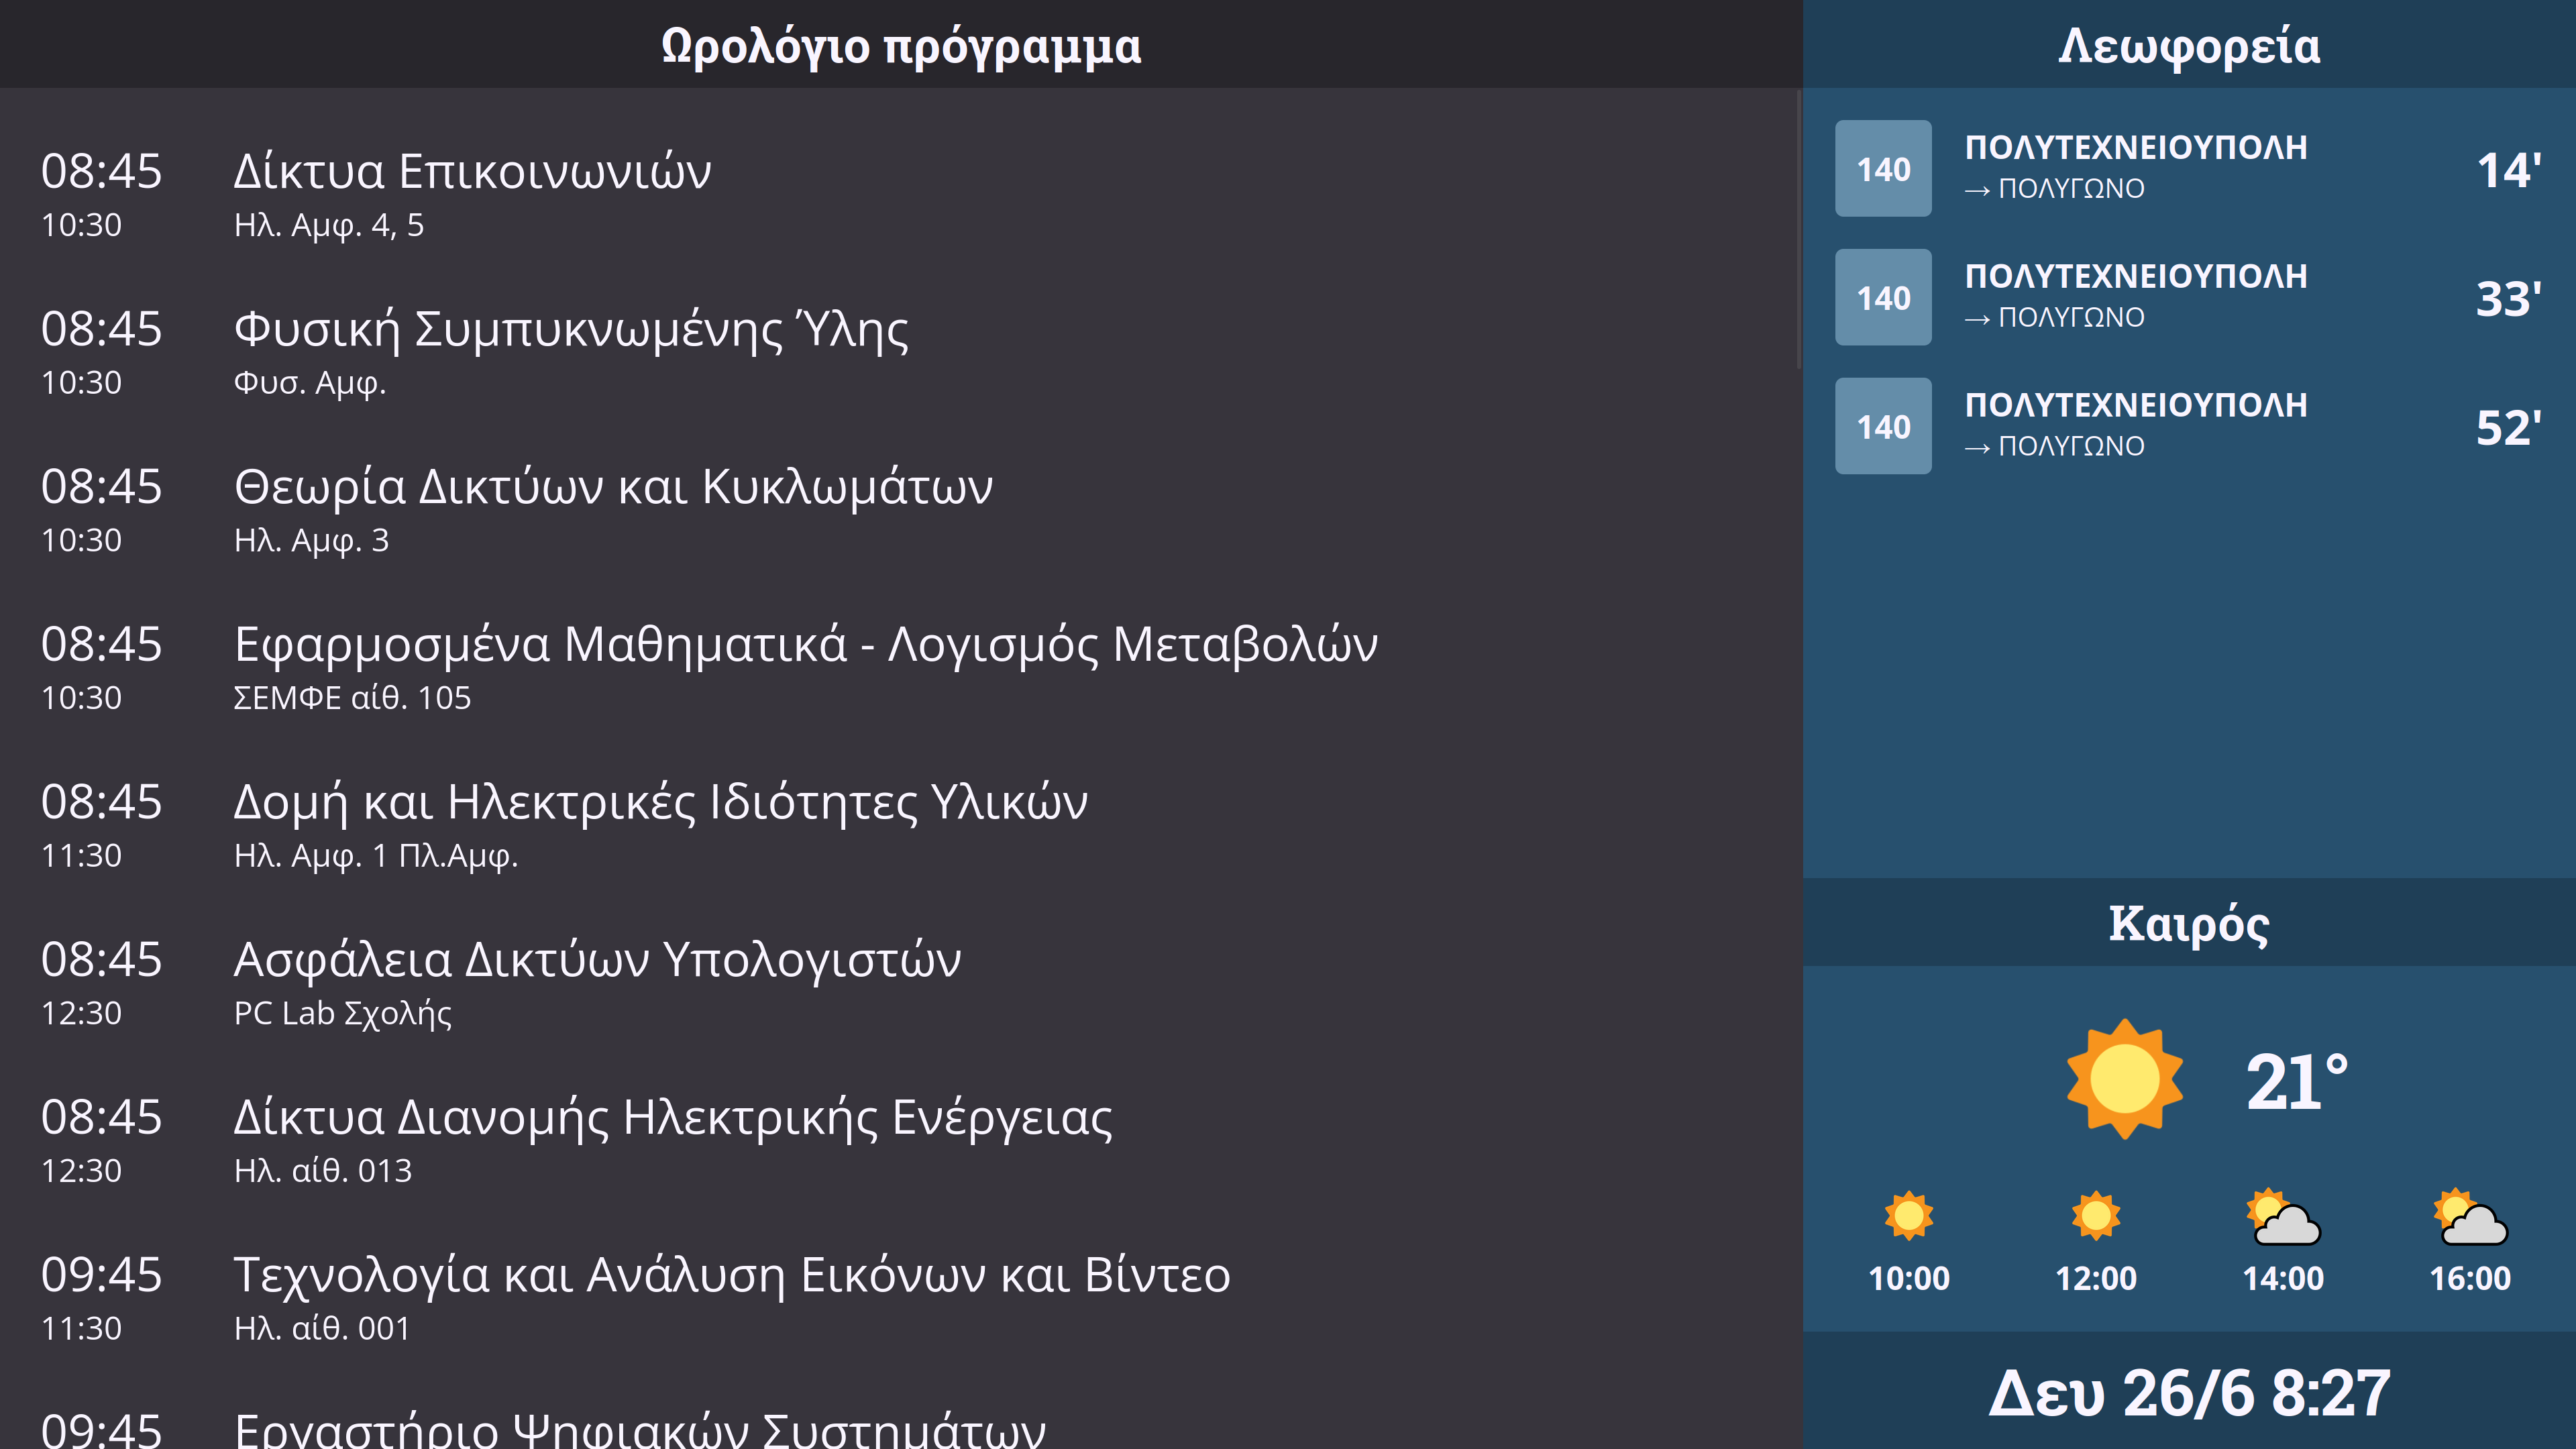 Ωρολόγιο πρόγραμμα
08:45 Δίκτυα Επικοινωνιών
10:30 Ηλ. Αμφ. 4, 5
08:45 Φυσική Συμπυκνωμένης Ύλης
10:30 Φυσ. Αμφ.
08:45 Θεωρία Δικτύων και Κυκλωμάτων
10:30 Ηλ. Αμφ. 3
08:45 Εφαρμοσμένα Μαθηματικά - Λογισμός Μεταβολών
10:30 ΣΕΜΦΕ αίθ. 105
08:45 Δομή και Ηλεκτρικές Ιδιότητες Υλικών
11:30 Ηλ. Αμφ. 1 Πλ.Αμφ.
08:45 Ασφάλεια Δικτύων Υπολογιστών
12:30 PC Lab Σχολής
08:45 Δίκτυα Διανομής Ηλεκτρικής Ενέργειας
12:30 Ηλ. αίθ. 013
09:45 Τεχνολογία και Ανάλυση Εικόνων και Βίντεο
11:30 Ηλ. αίθ. 001
09:45 Εργαστήριο Ψηφιακών Συστημάτων
Λεωφορεία
140 ΠΟΛΥΤΕΧΝΕΙΟΥΠΟΛΗ 14'
→ ΠΟΛΥΓΩΝΟ
140 ΠΟΛΥΤΕΧΝΕΙΟΥΠΟΛΗ 33'
→ ΠΟΛΥΓΩΝΟ
140 ΠΟΛΥΤΕΧΝΕΙΟΥΠΟΛΗ 52'
→ ΠΟΛΥΓΩΝΟ
Καιρός
21°
10:00 12:00 14:00 16:00
Δευ 26/6 8:27